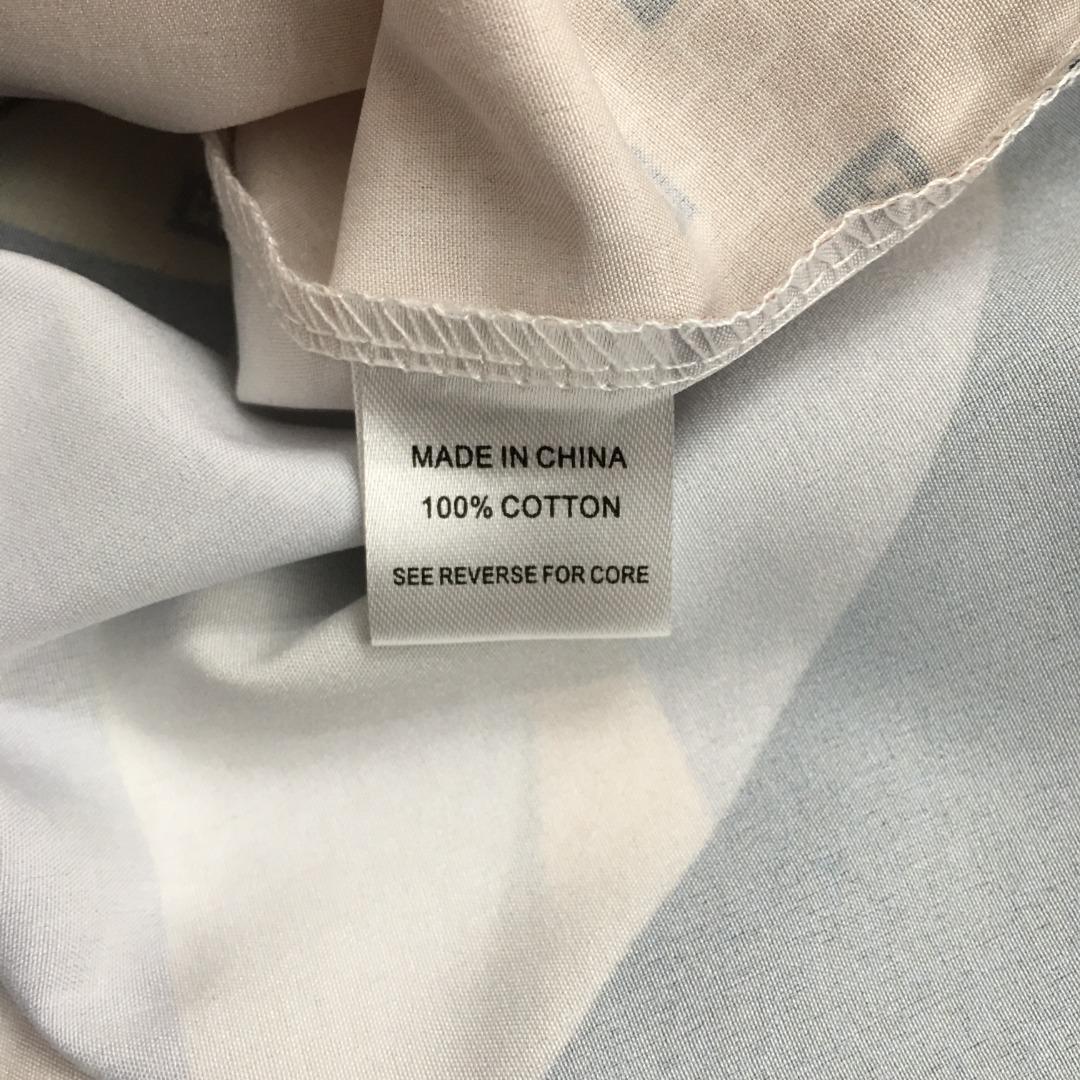 MADE IN CHINA
100% COTTON
SEE REVERSE FOR CORE